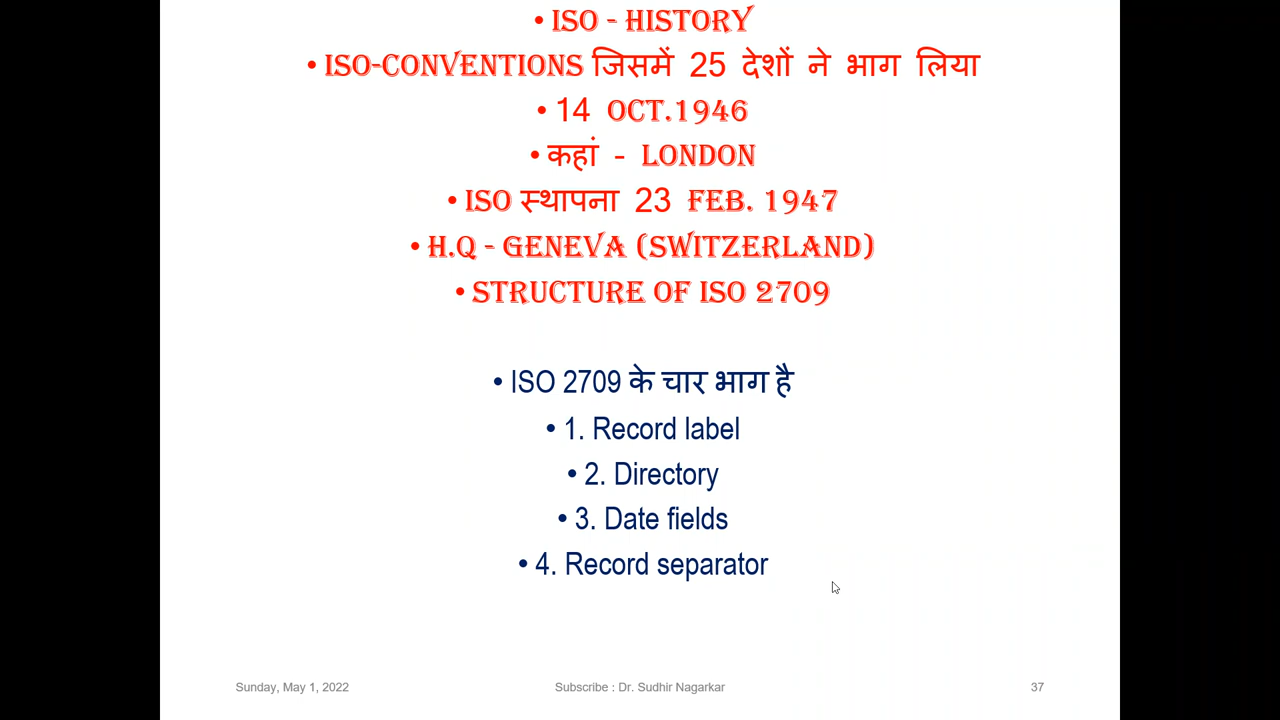 • ISO - HISTORY
• ISO-CONVENTIONS जिसमें 25 देशों ने भाग लिया
• 14 OCT.1946
• कहां - LONDON
• ISO स्थापना 23 FEB. 1947
• H.Q - GENEVA (SWITZERLAND)
• STRUCTURE OF ISO 2709
• ISO 2709 के चार भाग है
• 1. Record label
• 2. Directory
• 3. Date fields
• 4. Record separator
Sunday, May 1, 2022
Subscribe : Dr. Sudhir Nagarkar
37